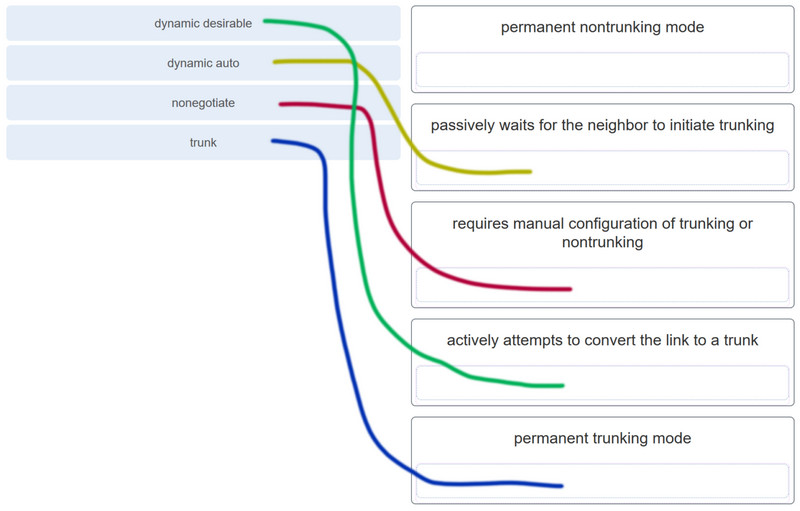 dynamic desirable
dynamic auto
nonegotiate
trunk
permanent nontrunking mode
passively waits for the neighbor to initiate trunking
requires manual configuration of trunking or
nontrunking
actively attempts to convert the link to a trunk
permanent trunking mode